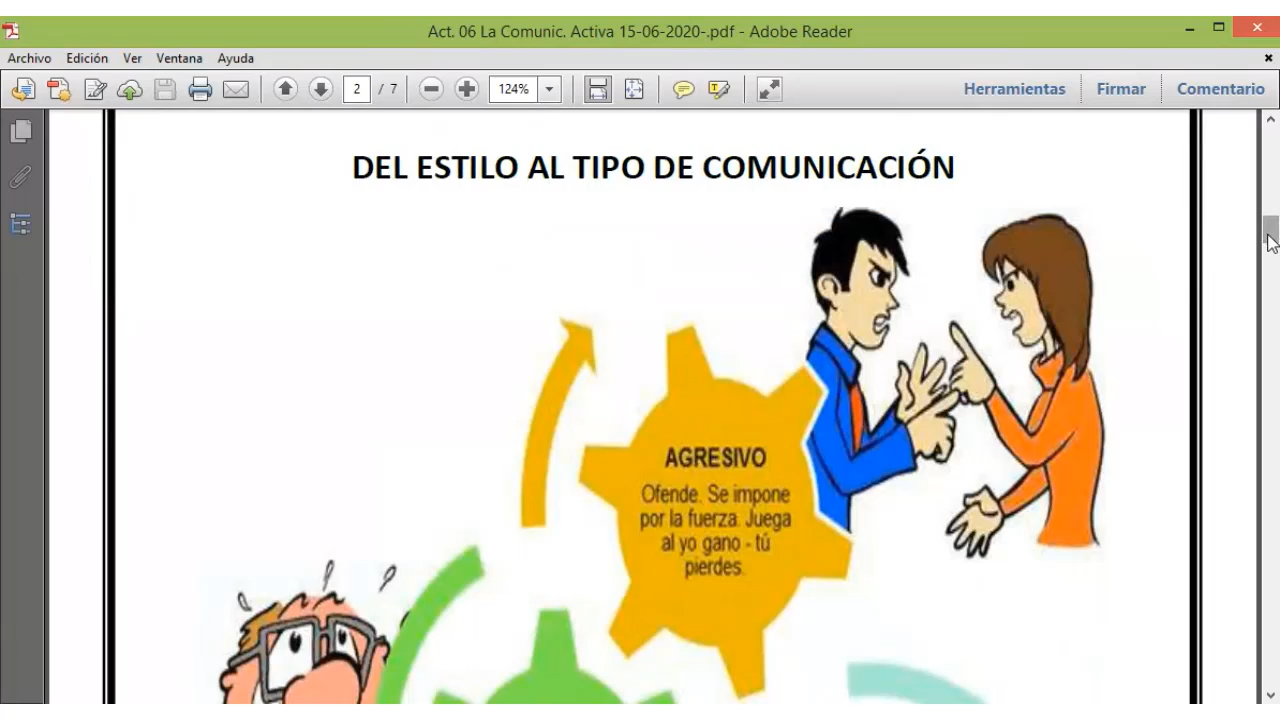 Act. 06 La Comunic. Activa 15-06-2020-.pdf - Adobe Reader
Archivo Edición Ver Ventana Ayuda
2 / 7 124% Herramientas Firmar Comentario
DEL ESTILO AL TIPO DE COMUNICACIÓN
AGRESIVO
Ofende. Se impone
por la fuerza. Juega
al yo gano - tú
pierdes.